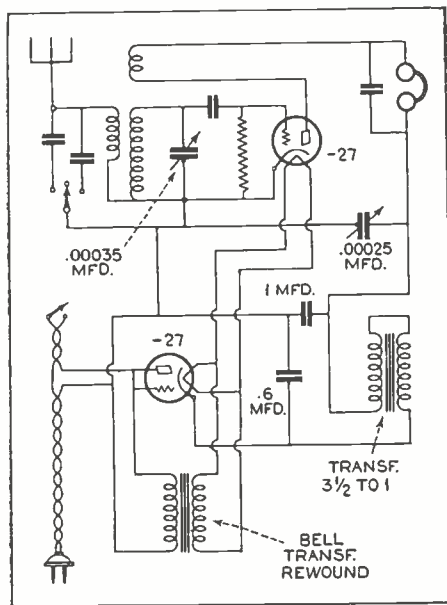 -27
.00035
MFD.
.00025
MFD.
1 MFD.
-27
.6
MFD.
TRANSF.
3½ TO 1
BELL
TRANSF.
REWOUND